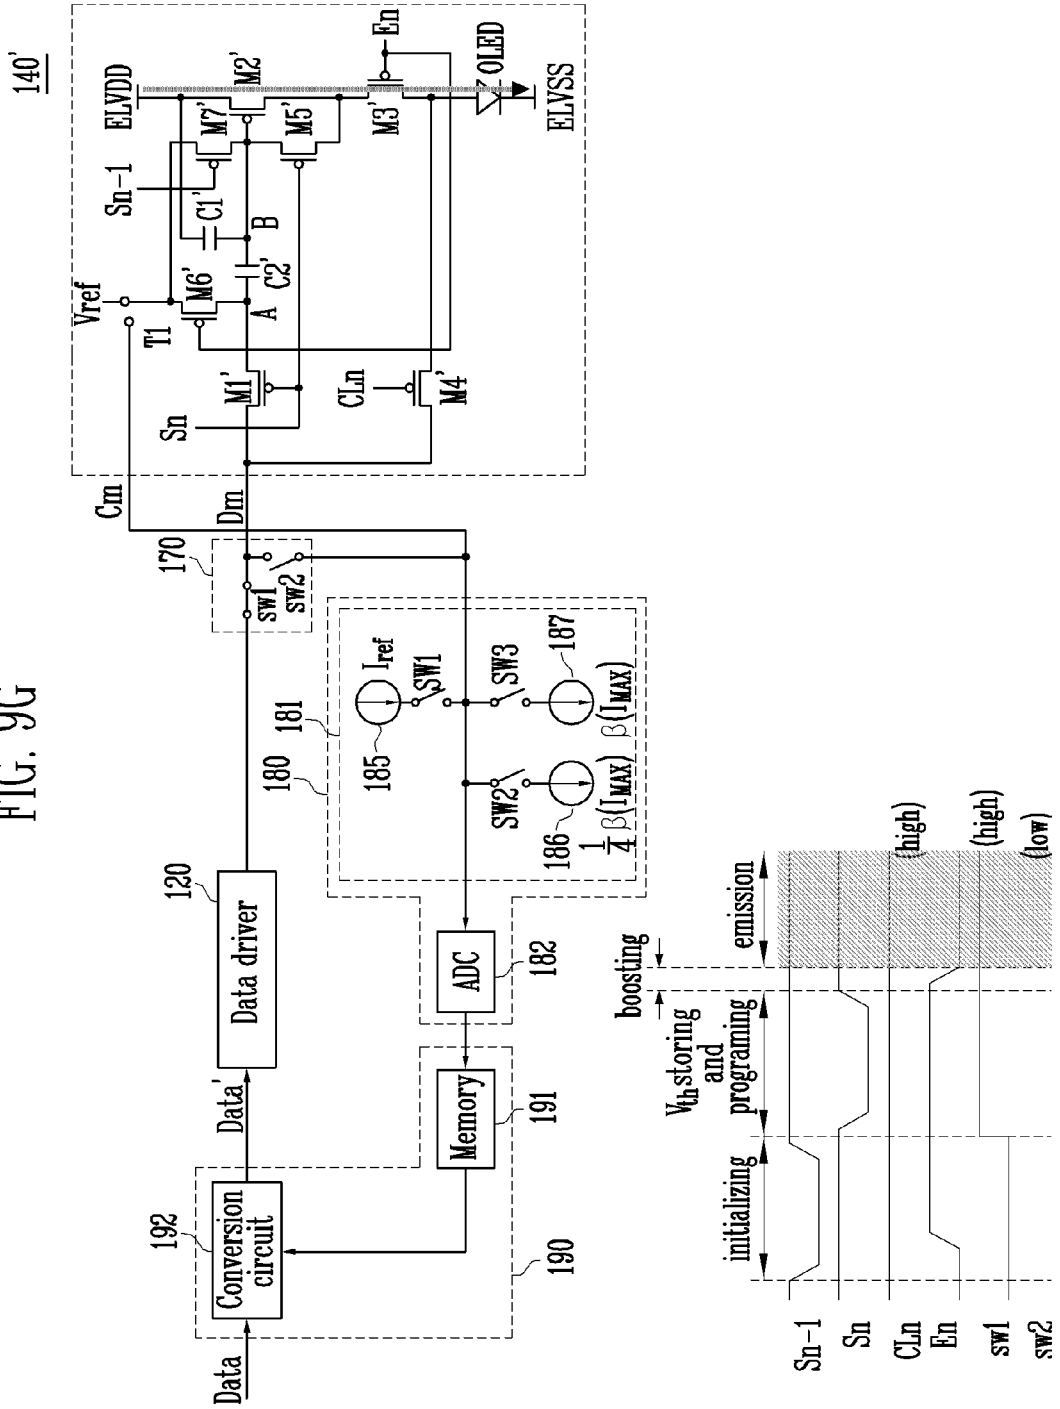 FIG. 9G
140'
ELVDD
En
M2'
M7'
M5'
M3'
OLED
ELVSS
Sn-1
C1'
B
Vref
M6'
C2'
A
T1
M1'
Sn
CLn
M4'
Cm
Dm
170
sw1
sw2
120
Data driver
Data'
192
Conversion
circuit
Data
180
181
Iref
SW1
185
SW3
187
SW2
186
1/4 β(IMAX)
β(IMAX)
ADC
182
Memory
191
190
initializing
Vth storing
and
programing
boosting
emission
Sn-1
Sn
CLn
(high)
En
sw1
(high)
sw2
(low)